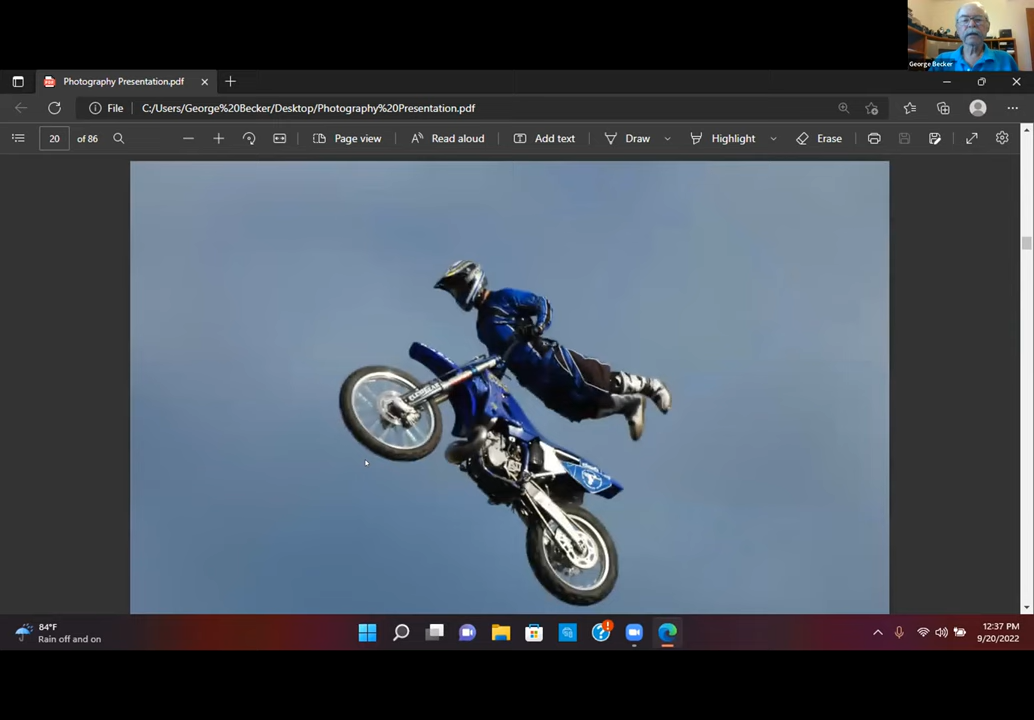 George Becker
Photography Presentation.pdf
File C:/Users/George%20Becker/Desktop/Photography%20Presentation.pdf
20 of 86 Page view Read aloud Add text Draw Highlight Erase
84°F
Rain off and on
12:37 PM
9/20/2022